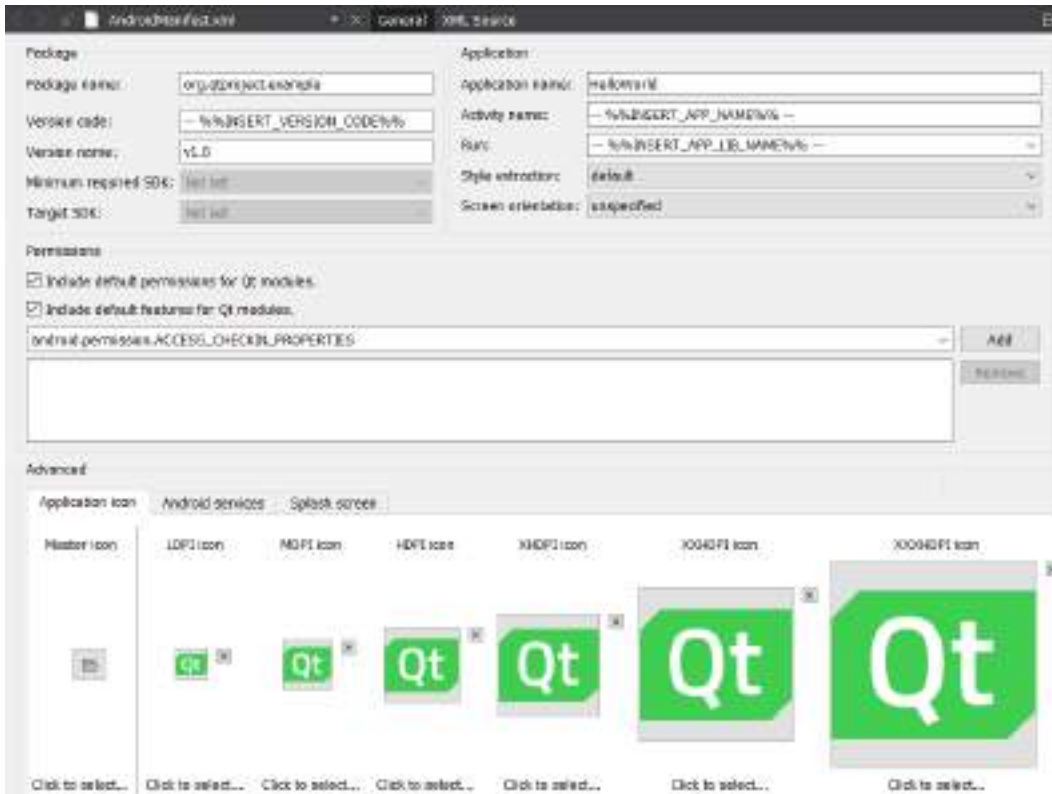 AndroidManifest.xml General XML Source
Package
Package name: org.qtproject.example
Version code: -- %%INSERT_VERSION_CODE%%
Version name: v1.0
Minimum required SDK: Not set
Target SDK: Not set
Application
Application name: HelloWorld
Activity name: -- %%INSERT_APP_NAME%% --
Run: -- %%INSERT_APP_LIB_NAME%% --
Style extraction: default
Screen orientation: unspecified
Permissions
Include default permissions for Qt modules.
Include default features for Qt modules.
android.permission.ACCESS_CHECKIN_PROPERTIES Add
Remove
Advanced
Application icon Android services Splash screen
Master icon LDPI icon MDPI icon HDPI icon XHDPI icon XXHDPI icon XXXHDPI icon
Qt Qt Qt Qt Qt Qt
Click to select... Click to select... Click to select... Click to select... Click to select... Click to select... Click to select...